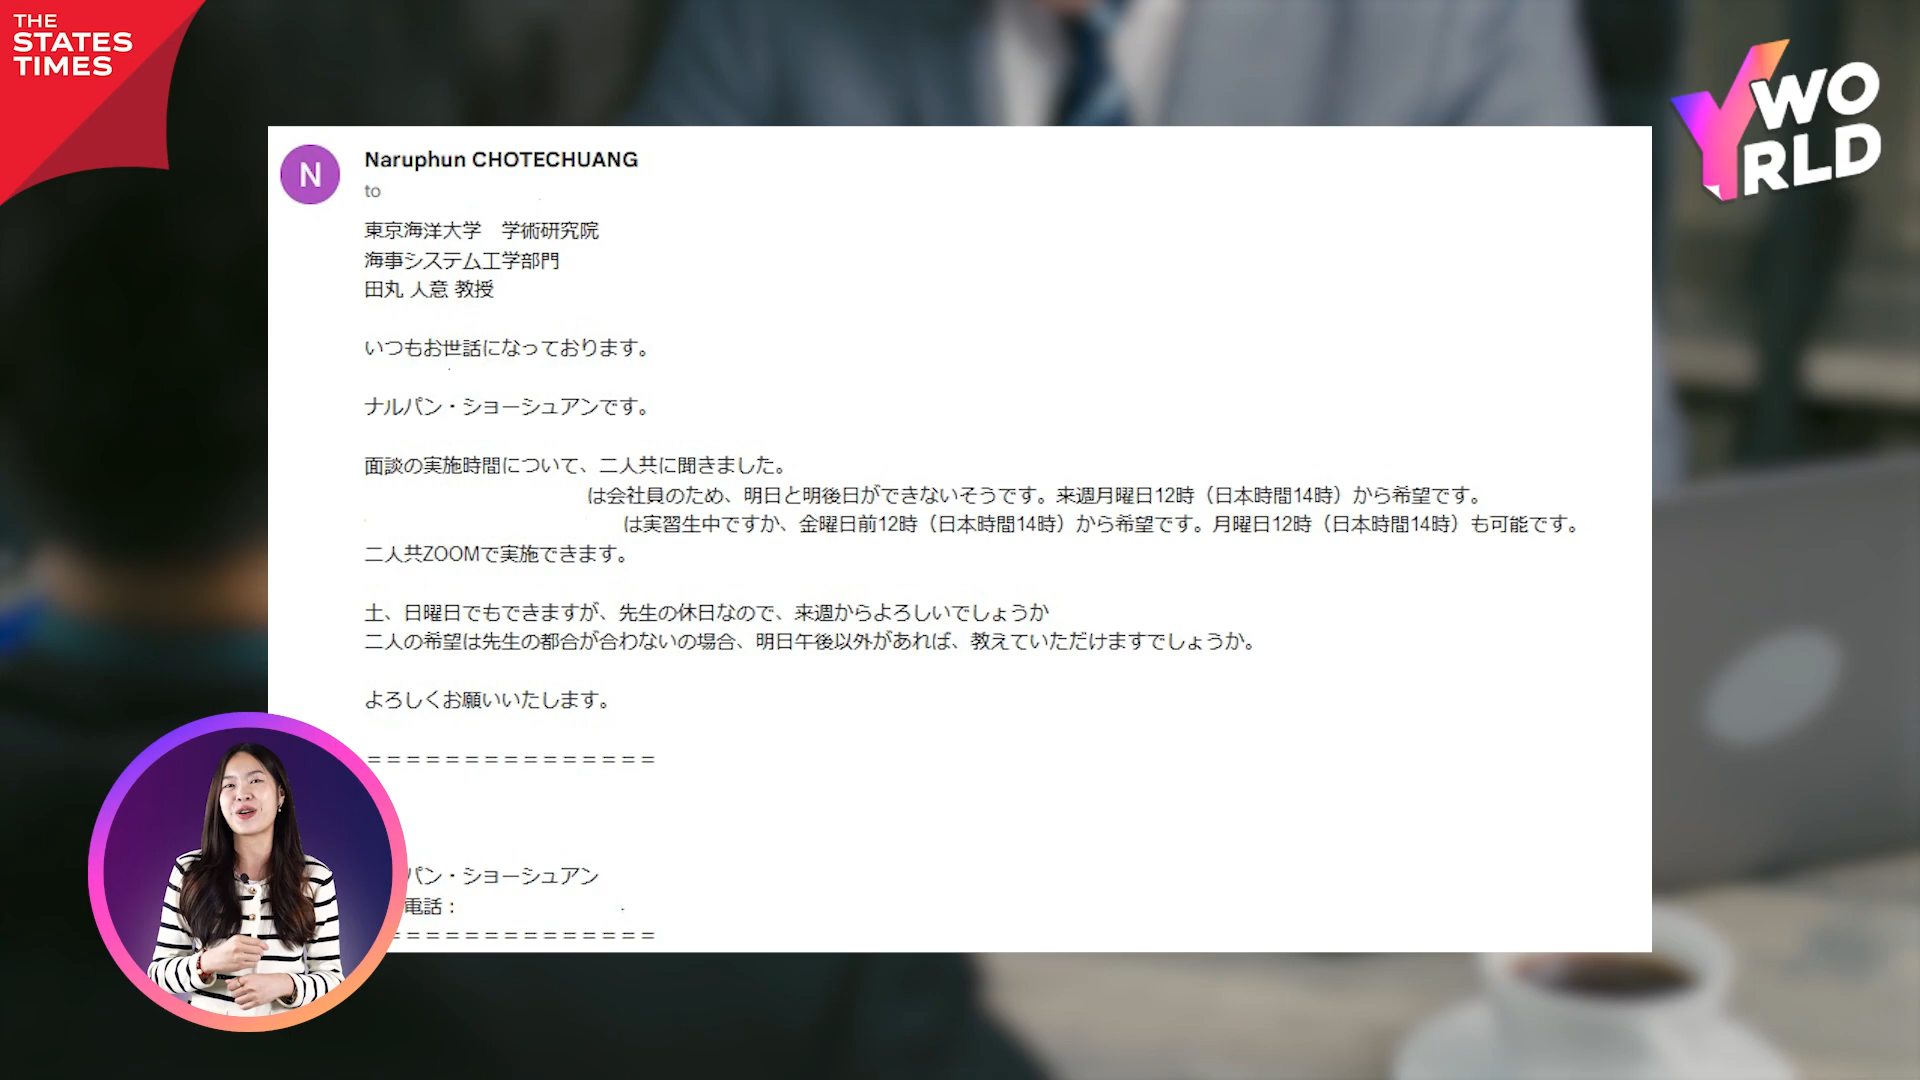 THE
STATES
TIMES
YWORLD
N
Naruphun CHOTECHUANG
to
東京海洋大学　学術研究院
海事システム工学部門
田丸 人意 教授
いつもお世話になっております。
ナルパン・ショーシュアンです。
面談の実施時間について、二人共に聞きました。
は会社員のため、明日と明後日ができないそうです。来週月曜日12時（日本時間14時）から希望です。
は実習生中ですか、金曜日前12時（日本時間14時）から希望です。月曜日12時（日本時間14時）も可能です。
二人共ZOOMで実施できます。
土、日曜日でもできますが、先生の休日なので、来週からよろしいでしょうか
二人の希望は先生の都合が合わないの場合、明日午後以外があれば、教えていただけますでしょうか。
よろしくお願いいたします。
＝＝＝＝＝＝＝＝＝＝＝＝＝＝＝
パン・ショーシュアン
電話：
＝＝＝＝＝＝＝＝＝＝＝＝＝＝